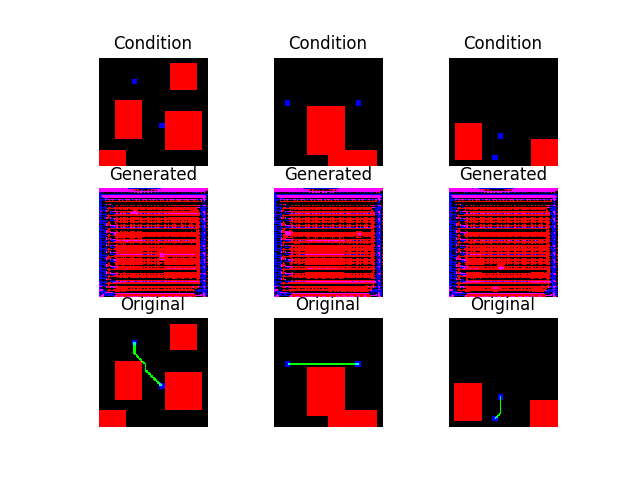 Condition Condition Condition
Generated Generated Generated
Original Original Original